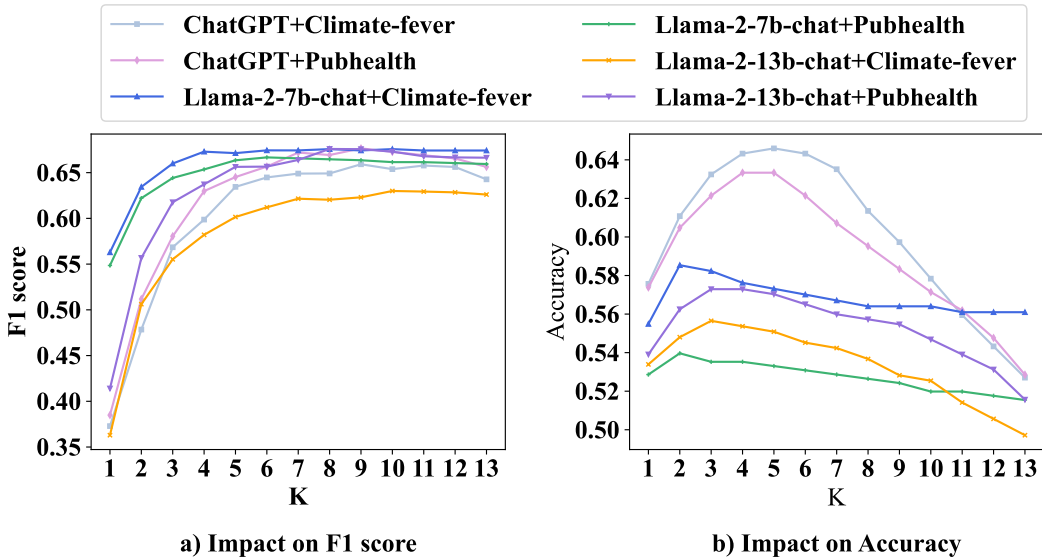 ChatGPT+Climate-fever
ChatGPT+Pubhealth
Llama-2-7b-chat+Climate-fever
Llama-2-7b-chat+Pubhealth
Llama-2-13b-chat+Climate-fever
Llama-2-13b-chat+Pubhealth
F1 score
0.65
0.60
0.55
0.50
0.45
0.40
0.35
1 2 3 4 5 6 7 8 9 10 11 12 13
K
a) Impact on F1 score
Accuracy
0.64
0.62
0.60
0.58
0.56
0.54
0.52
0.50
1 2 3 4 5 6 7 8 9 10 11 12 13
K
b) Impact on Accuracy